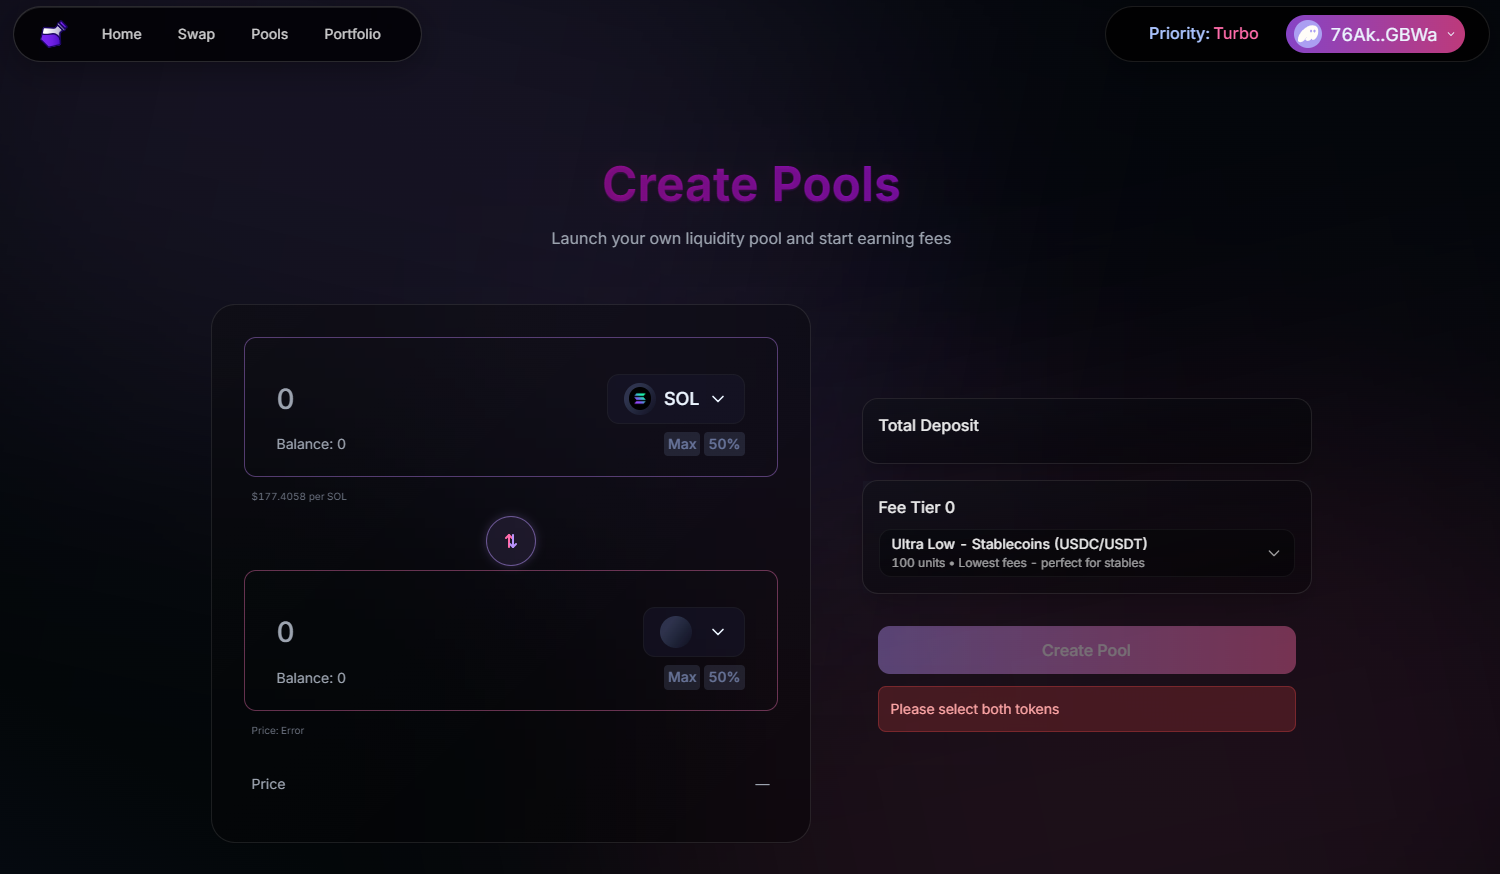 Home Swap Pools Portfolio
Priority: Turbo 76Ak..GBWa
Create Pools
Launch your own liquidity pool and start earning fees
0 SOL
Balance: 0 Max 50%
$177.4058 per SOL
0
Balance: 0 Max 50%
Price: Error
Price —
Total Deposit
Fee Tier 0
Ultra Low - Stablecoins (USDC/USDT)
100 units • Lowest fees - perfect for stables
Create Pool
Please select both tokens